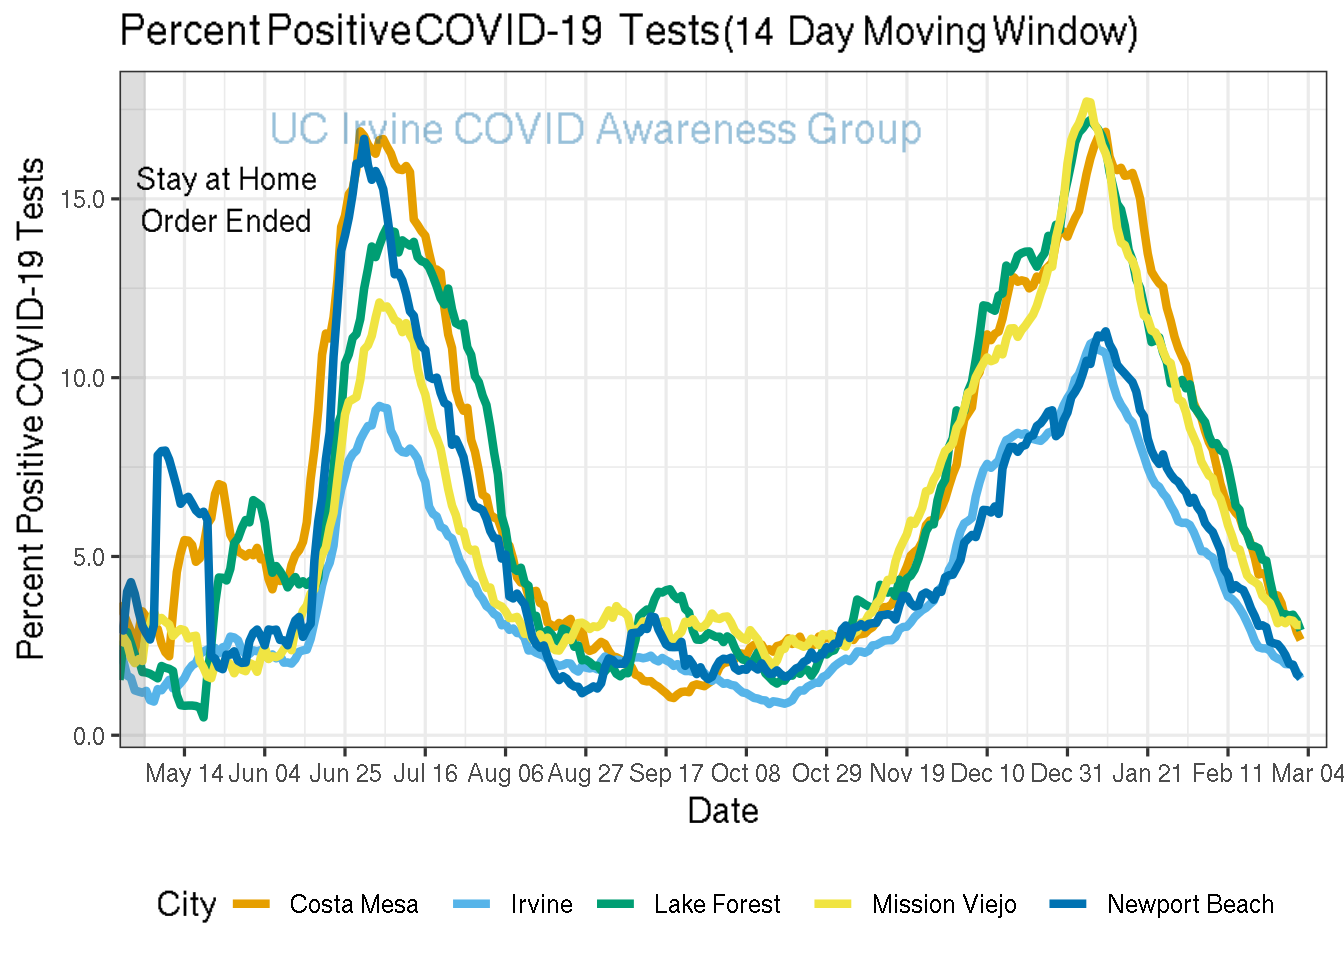 Percent Positive COVID-19 Tests(14 Day Moving Window)
UC Irvine COVID Awareness Group
Stay at Home
Order Ended
Percent Positive COVID-19 Tests
15.0
10.0
5.0
0.0
May 14 Jun 04 Jun 25 Jul 16 Aug 06 Aug 27 Sep 17 Oct 08 Oct 29 Nov 19 Dec 10 Dec 31 Jan 21 Feb 11 Mar 04
Date
City Costa Mesa Irvine Lake Forest Mission Viejo Newport Beach